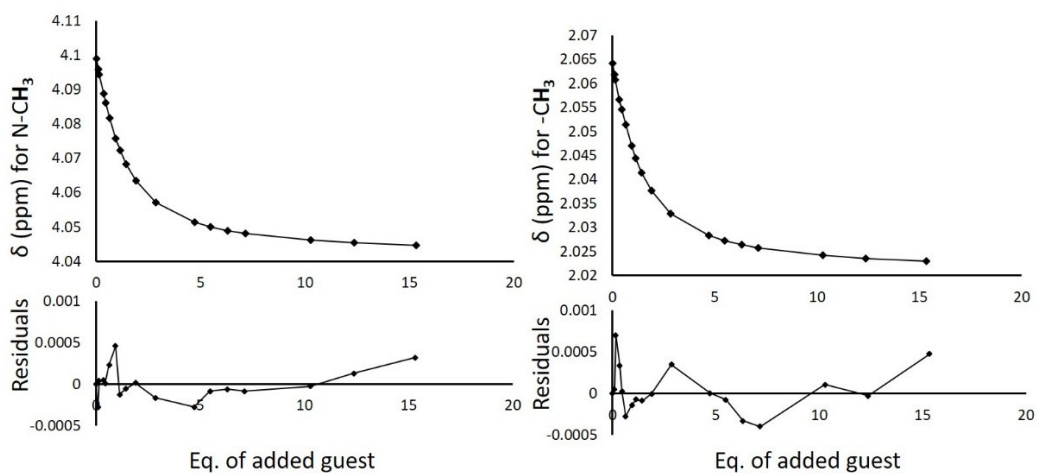 4.11
4.1
4.09
4.08
4.07
4.06
4.05
4.04
δ (ppm) for N-CH₃
0 5 10 15 20
0.001
0.0005
0
-0.0005
Residuals
0 5 10 15 20
Eq. of added guest
2.07
2.065
2.06
2.055
2.05
2.045
2.04
2.035
2.03
2.025
2.02
δ (ppm) for -CH₃
0 5 10 15 20
0.001
0.0005
0
-0.0005
Residuals
0 5 10 15 20
Eq. of added guest